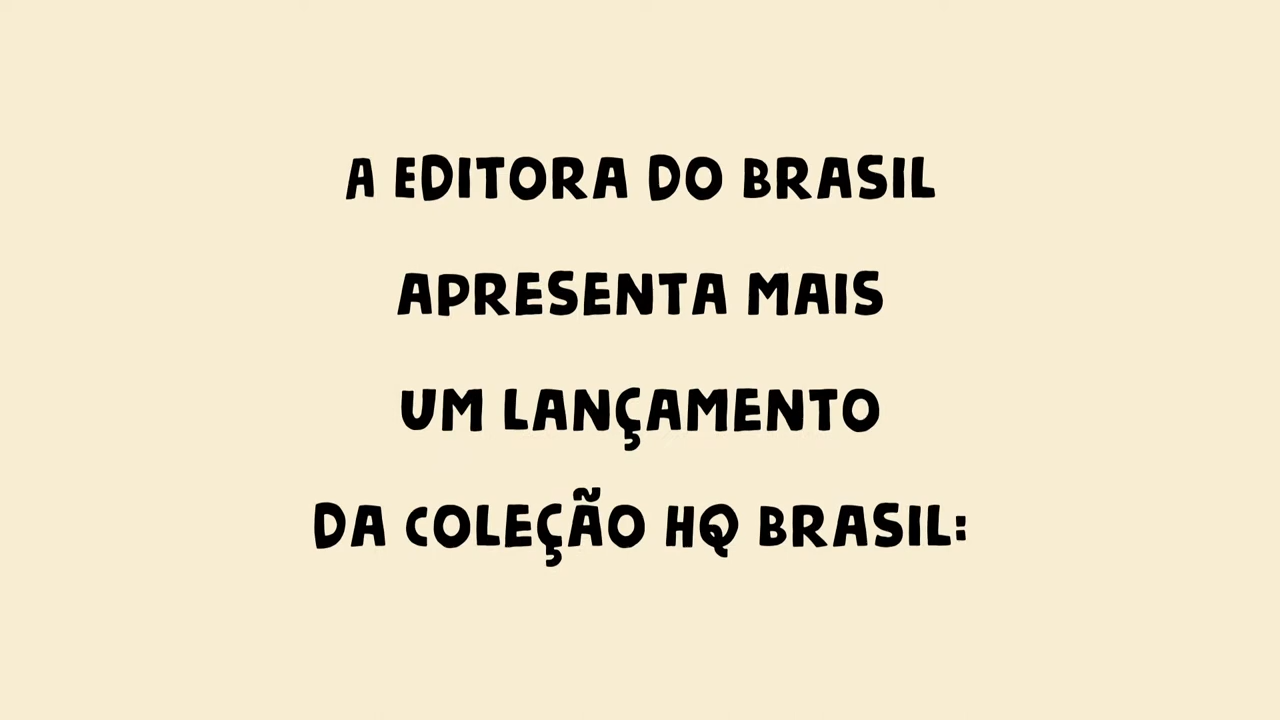 A EDITORA DO BRASIL
APRESENTA MAIS
UM LANÇAMENTO
DA COLEÇÃO HQ BRASIL: